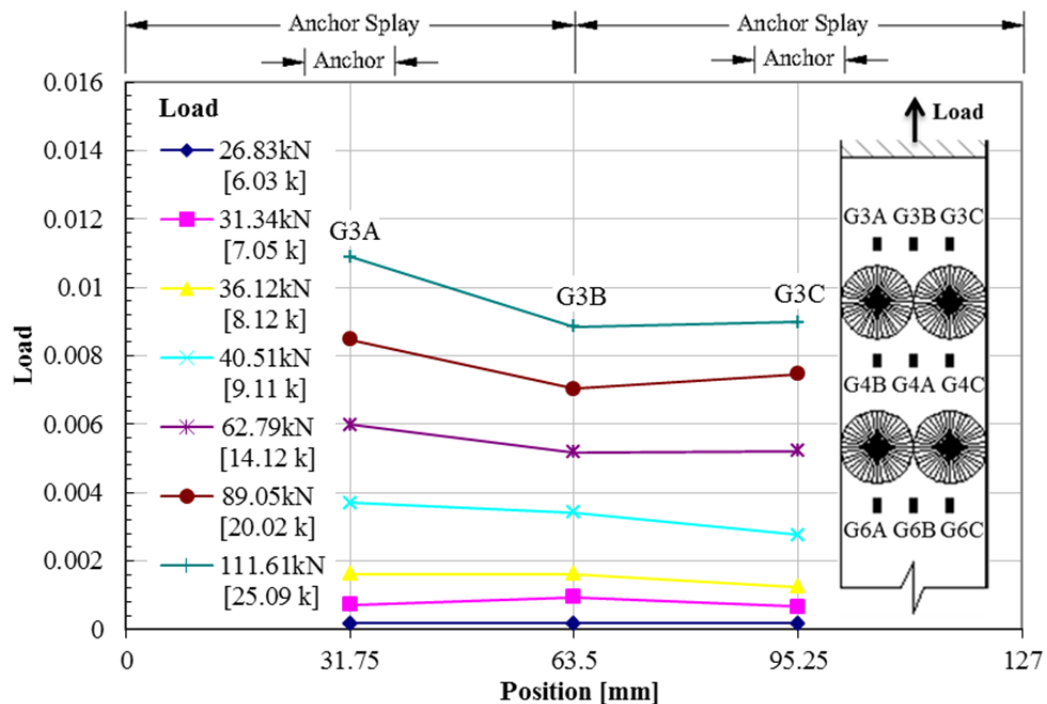 Anchor Splay Anchor Splay
Anchor Anchor
0.016
0.014
0.012
0.01
0.008
0.006
0.004
0.002
0
Load
Load
26.83kN
[6.03 k]
31.34kN
[7.05 k]
36.12kN
[8.12 k]
40.51kN
[9.11 k]
62.79kN
[14.12 k]
89.05kN
[20.02 k]
111.61kN
[25.09 k]
G3A
G3B
G3C
Load
G3A G3B G3C
G4B G4A G4C
G6A G6B G6C
0 31.75 63.5 95.25 127
Position [mm]